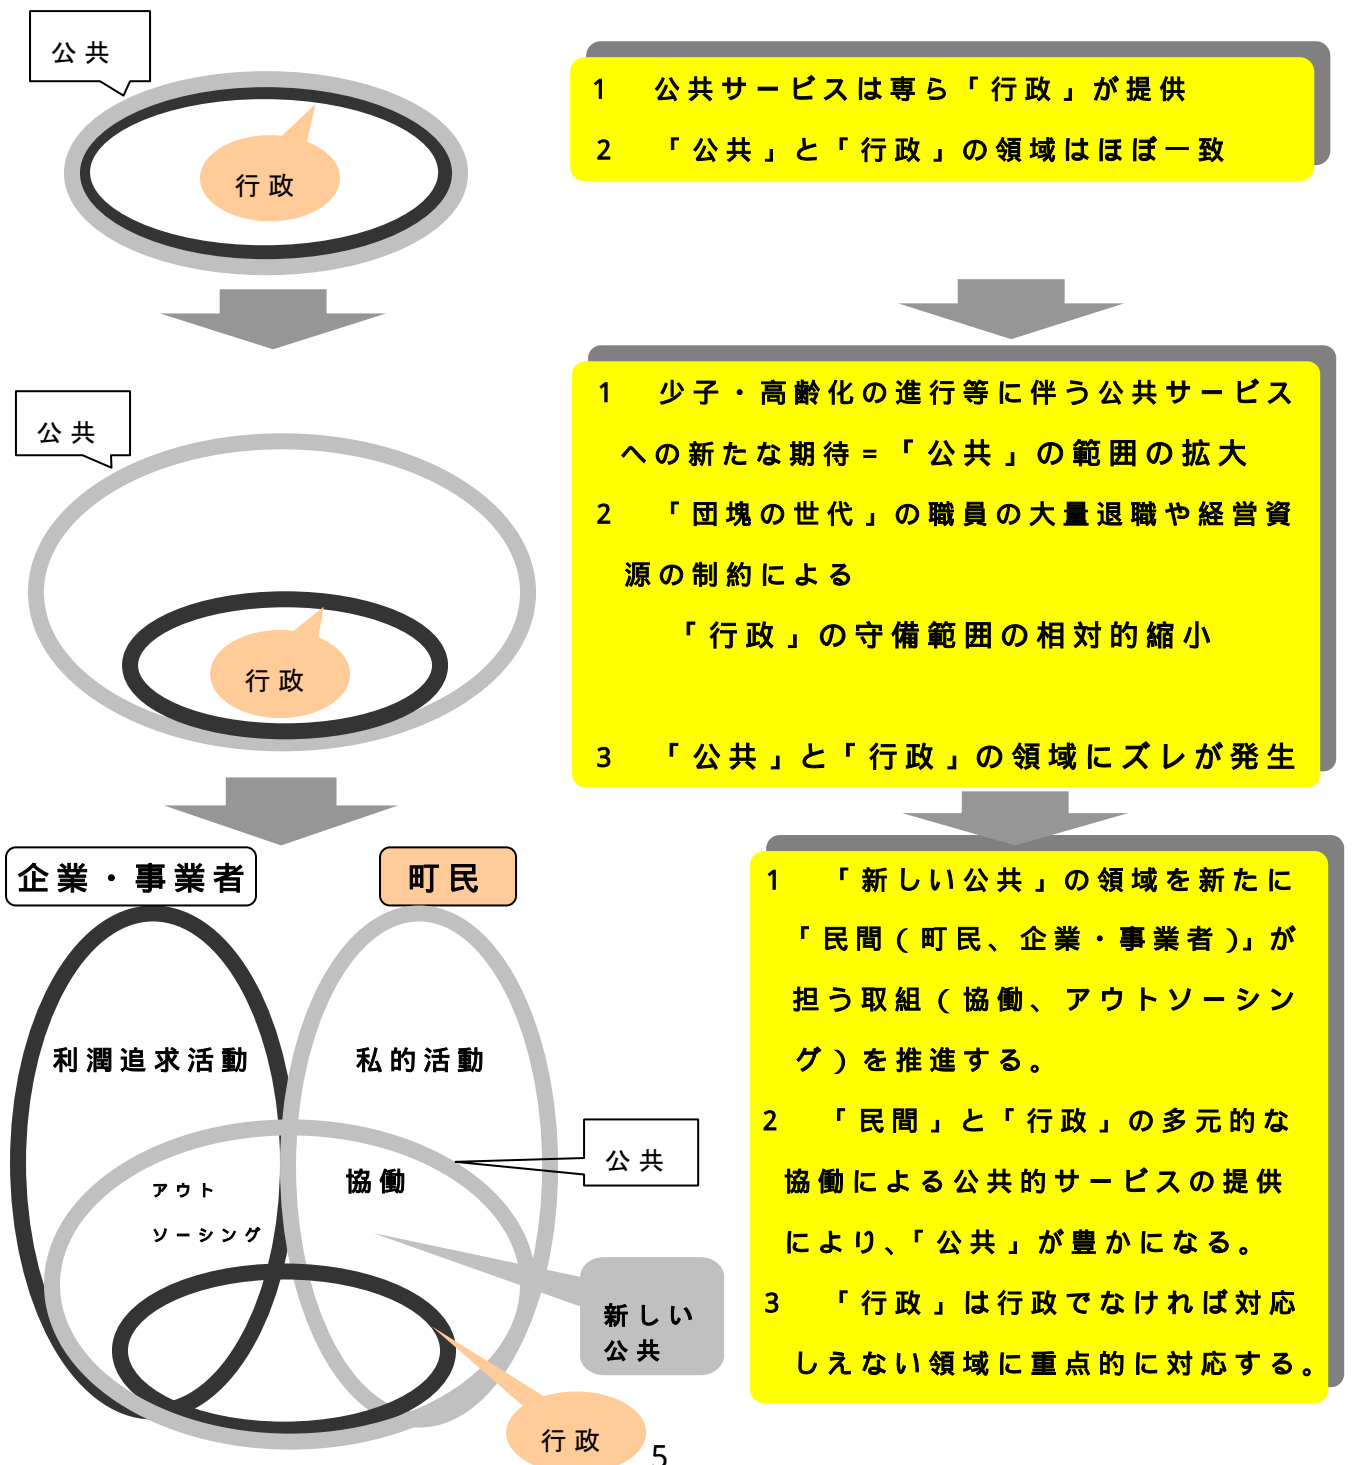 公共
行政
1　公共サービスは専ら「行政」が提供
2　「公共」と「行政」の領域はほぼ一致
公共
行政
1　少子・高齢化の進行等に伴う公共サービス
への新たな期待=「公共」の範囲の拡大
2　「団塊の世代」の職員の大量退職や経営資
源の制約による
「行政」の守備範囲の相対的縮小
3　「公共」と「行政」の領域にズレが発生
企業・事業者
町民
利潤追求活動
私的活動
アウト
ソーシング
協働
公共
新しい
公共
行政
1　「新しい公共」の領域を新たに
「民間(町民、企業・事業者)」が
担う取組(協働、アウトソーシン
グ)を推進する。
2　「民間」と「行政」の多元的な
協働による公共的サービスの提供
により、「公共」が豊かになる。
3　「行政」は行政でなければ対応
しえない領域に重点的に対応する。
5